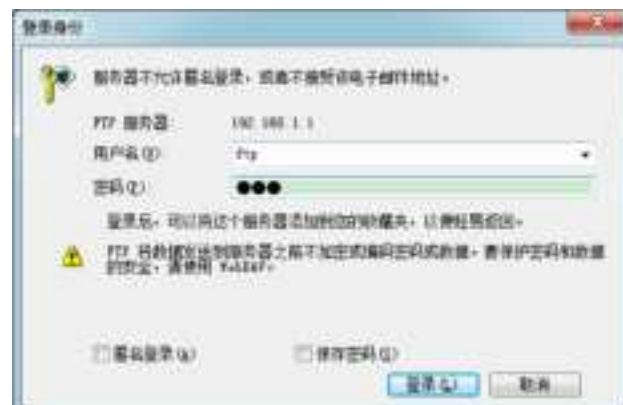 登录身份
服务器不允许匿名登录，或者不接受该电子邮件地址。
FTP 服务器: 192.168.1.1
用户名(U): ftp
密码(P): ●●●
登录后，可以将这个服务器添加到您的收藏夹，以便轻易返回。
FTP 将数据发送到服务器之前不加密或编码密码或数据。要保护密码和数据
的安全，请使用 WebDAV。
匿名登录(A)
保存密码(S)
登录(L)
取消